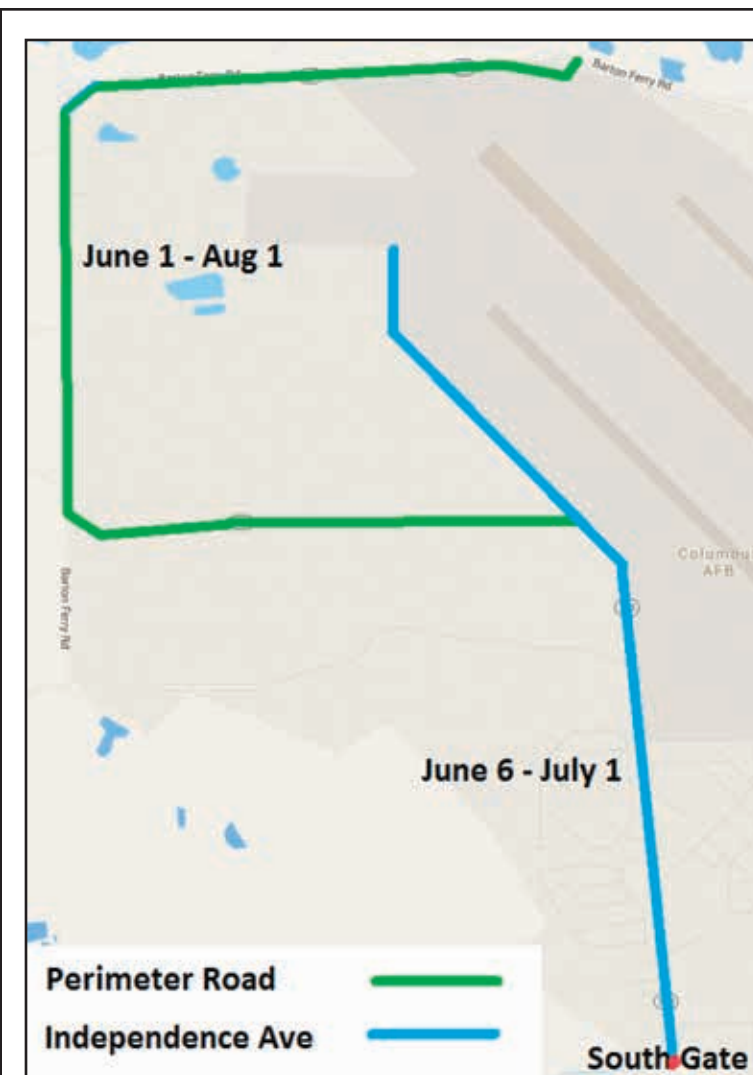 Barton Ferry Rd
Barton Ferry Rd
June 1 - Aug 1
Columbus
AFB
Barton Ferry Rd
June 6 - July 1
Perimeter Road
Independence Ave
South Gate